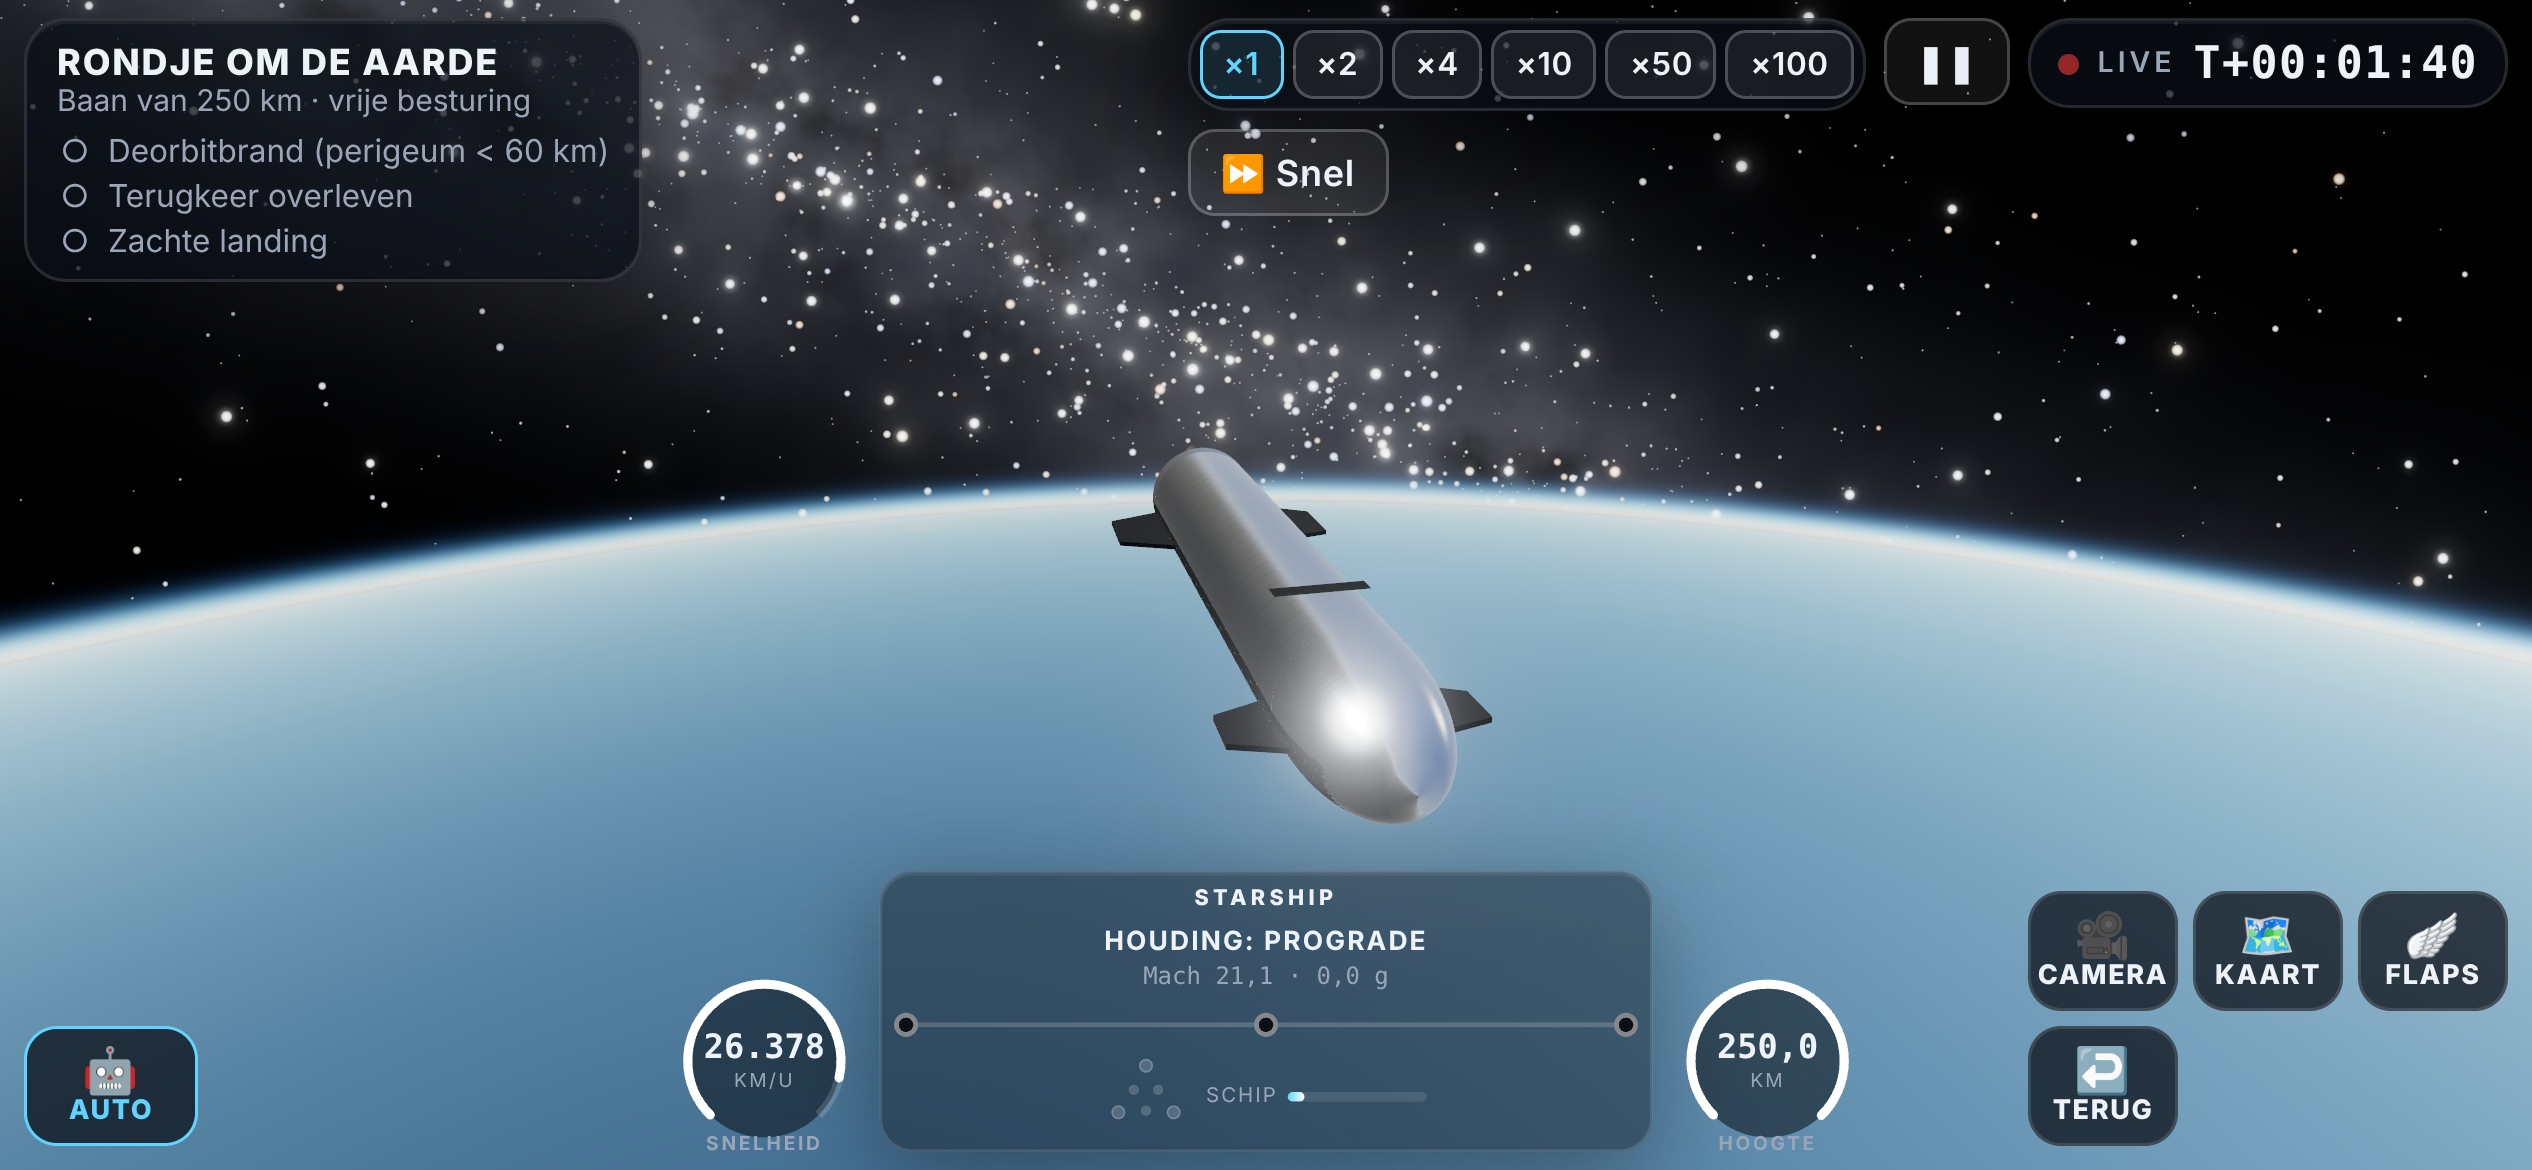 RONDJE OM DE AARDE
Baan van 250 km · vrije besturing
Deorbitbrand (perigeum < 60 km)
Terugkeer overleven
Zachte landing
×1 ×2 ×4 ×10 ×50 ×100
LIVE T+00:01:40
Snel
STARSHIP
HOUDING: PROGRADE
Mach 21,1 · 0,0 g
26.378
KM/U
SNELHEID
SCHIP
250,0
KM
HOOGTE
AUTO
CAMERA
KAART
FLAPS
TERUG